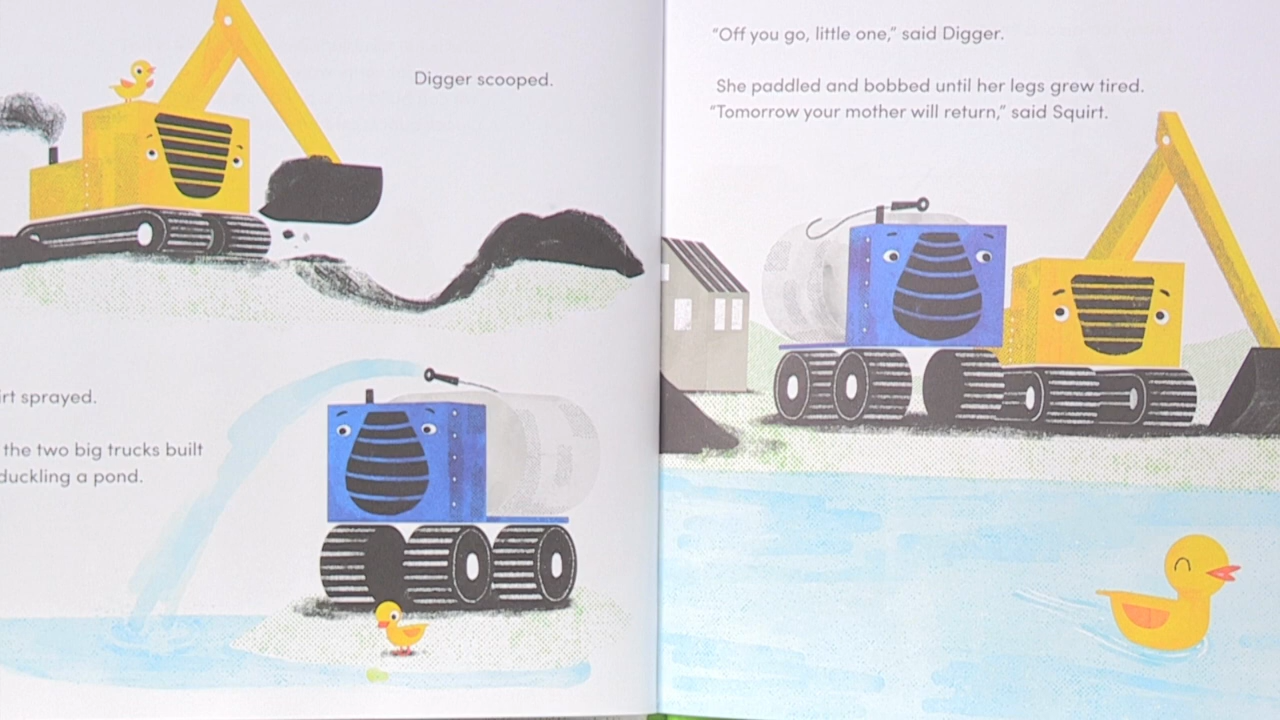 Digger scooped.
irt sprayed.
the two big trucks built
duckling a pond.
“Off you go, little one,” said Digger.
She paddled and bobbed until her legs grew tired.
“Tomorrow your mother will return,” said Squirt.